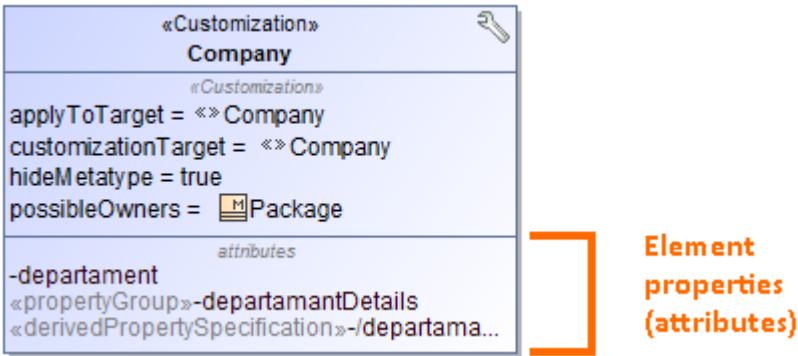 «Customization»
Company
«Customization»
applyToTarget = «»Company
customizationTarget = «»Company
hideMetatype = true
possibleOwners = M Package
attributes
-departament
«propertyGroup»-departamantDetails
«derivedPropertySpecification»-/departama...
Element
properties
(attributes)